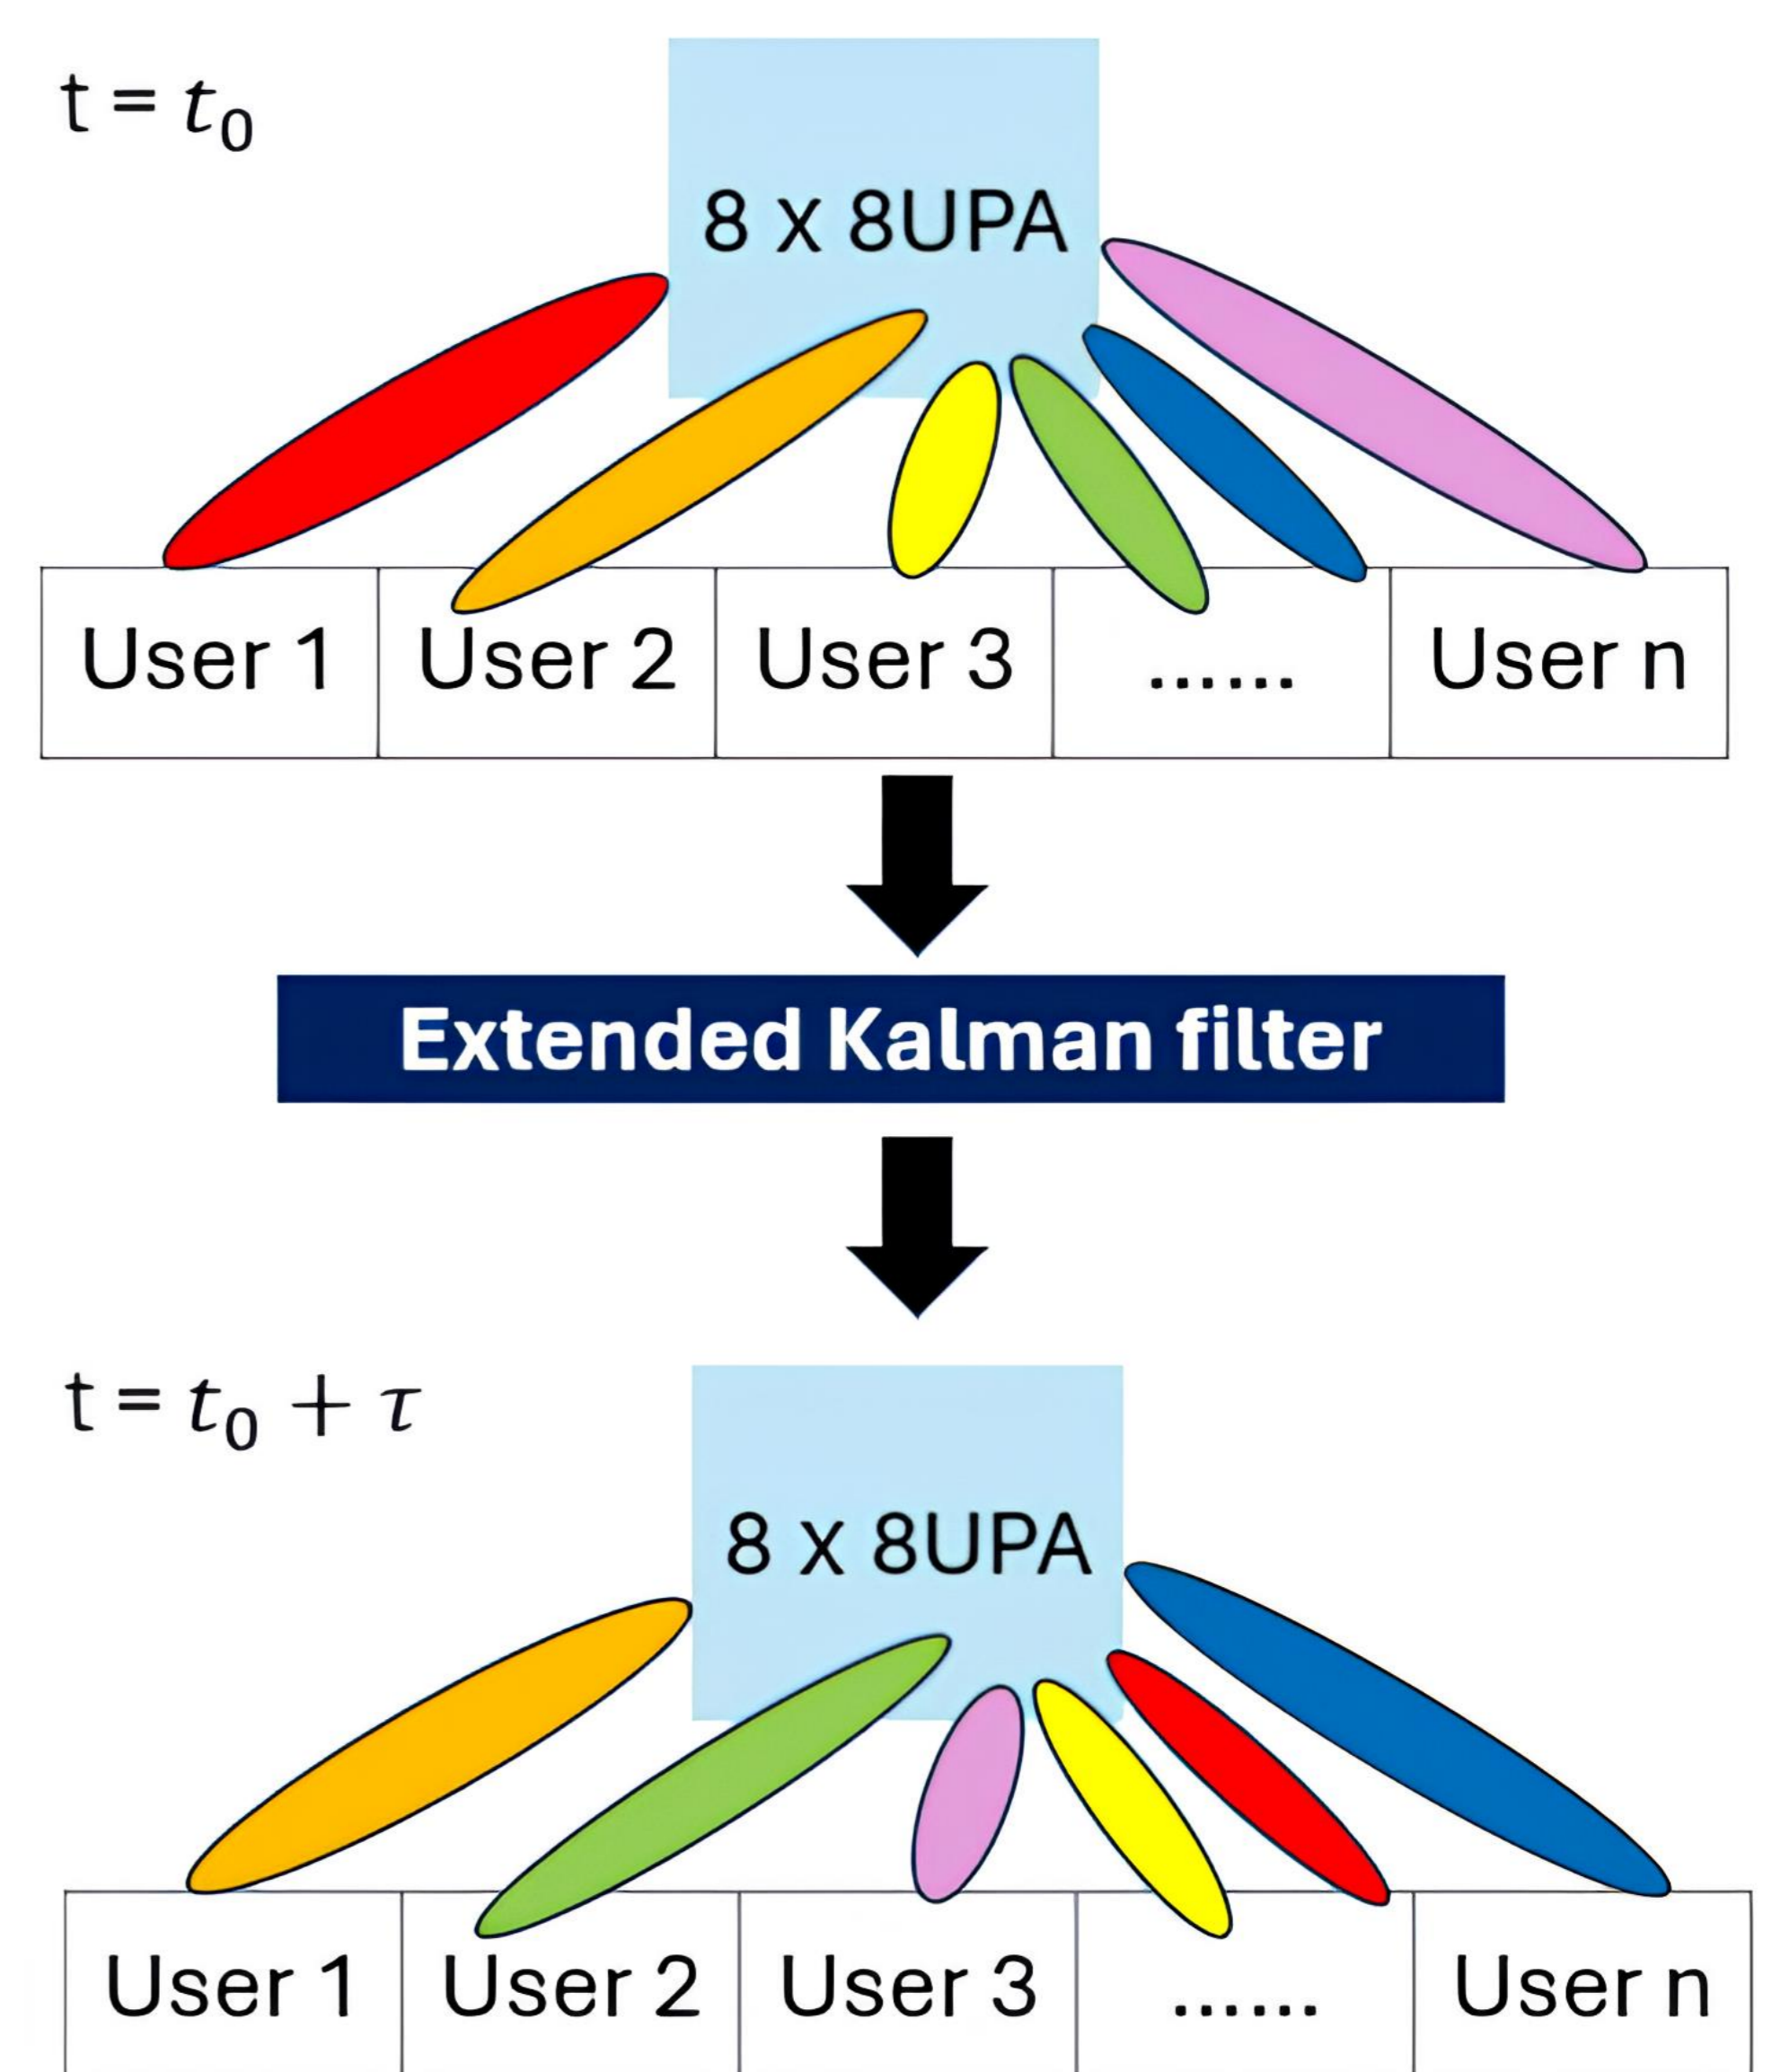 t = t₀
8 x 8UPA
User 1 User 2 User 3 ...... User n
Extended Kalman filter
t = t₀ + τ
8 x 8UPA
User 1 User 2 User 3 ...... User n